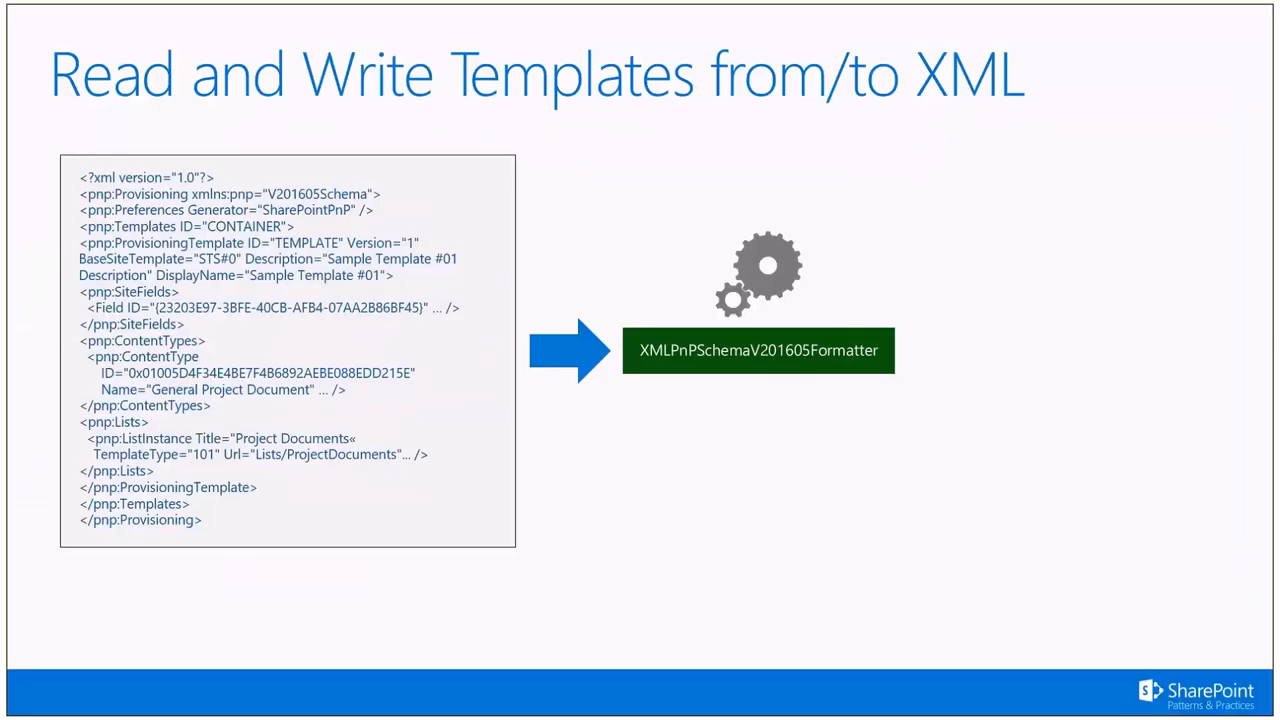 Read and Write Templates from/to XML
<?xml version="1.0"?>
<pnp:Provisioning xmlns:pnp="V201605Schema">
<pnp:Preferences Generator="SharePointPnP" />
<pnp:Templates ID="CONTAINER">
<pnp:ProvisioningTemplate ID="TEMPLATE" Version="1"
BaseSiteTemplate="STS#0" Description="Sample Template #01
Description" DisplayName="Sample Template #01">
<pnp:SiteFields>
<Field ID="{23203E97-3BFE-40CB-AFB4-07AA2B86BF45}" ... />
</pnp:SiteFields>
<pnp:ContentTypes>
<pnp:ContentType
ID="0x01005D4F34E4BE7F4B6892AEBE088EDD215E"
Name="General Project Document" ... />
</pnp:ContentTypes>
<pnp:Lists>
<pnp:ListInstance Title="Project Documents«
TemplateType="101" Url="Lists/ProjectDocuments"... />
</pnp:Lists>
</pnp:ProvisioningTemplate>
</pnp:Templates>
</pnp:Provisioning>
XMLPnPSchemaV201605Formatter
S
SharePoint
Patterns & Practices